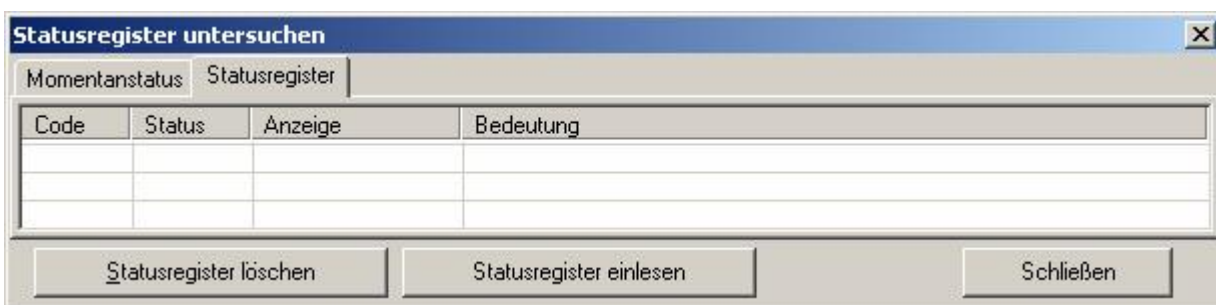 Statusregister untersuchen
Momentanstatus Statusregister
Code Status Anzeige Bedeutung
Statusregister löschen Statusregister einlesen Schließen